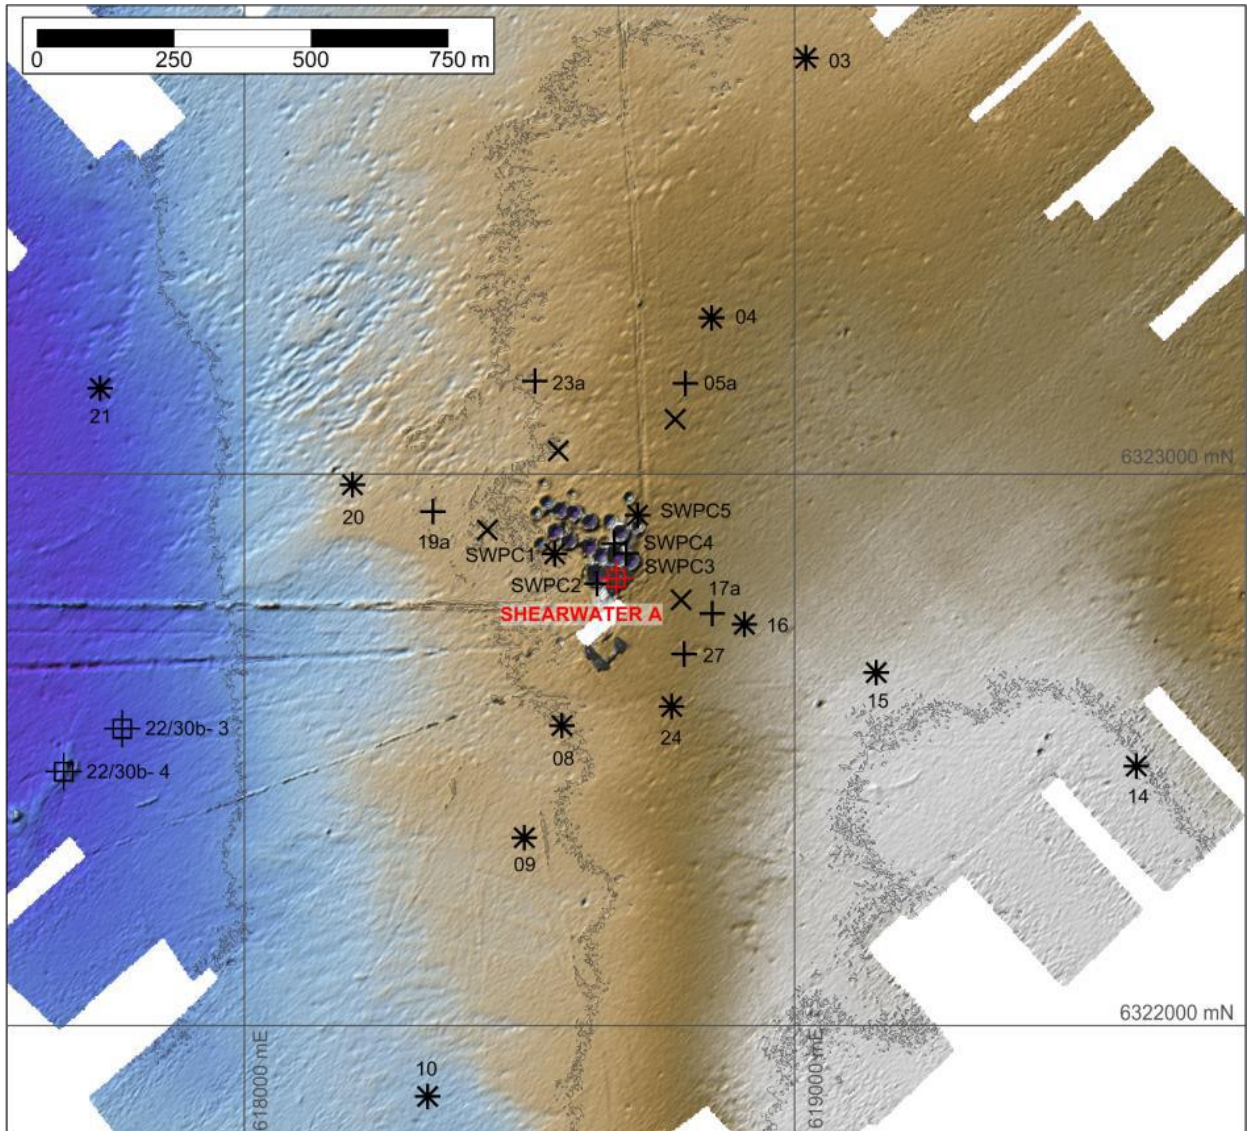 0 250 500 750 m
03
04
23a
05a
21
6323000 mN
20
19a
SWPC5
SWPC4
SWPC1
SWPC3
SWPC2
17a
SHEARWATER A
16
27
15
22/30b- 3
24
08
22/30b- 4
14
09
6322000 mN
10
618000 mE
619000 mE